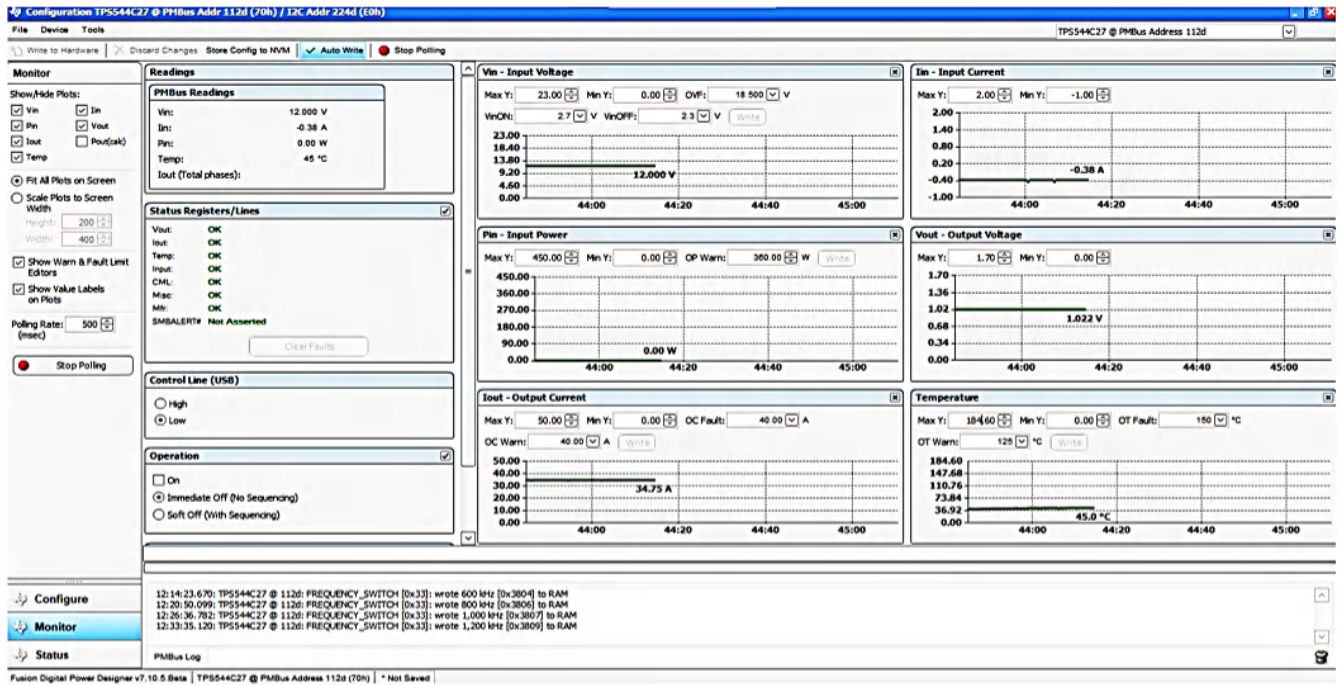 Configuration TPS544C27 @ PMBus Addr 112d (70h) / I2C Addr 224d (E0h)
File Device Tools
TPS544C27 @ PMBus Address 112d
Write to Hardware Discard Changes Store Config to NVM Auto Write Stop Polling
Monitor
Show/Hide Plots:
Vin Iin
Pin Vout
Iout Pout(calc)
Temp
Fit All Plots on Screen
Scale Plots to Screen
Width
Height: 200
Width: 400
Show Warn & Fault Limit
Editors
Show Value Labels
on Plots
Polling Rate: 500
(msec)
Stop Polling
Readings
PMBus Readings
Vin: 12.000 V
Iin: -0.38 A
Pin: 0.00 W
Temp: 45 °C
Iout (Total phases):
Status Registers/Lines
Vout: OK
Iout: OK
Temp: OK
Input: OK
CML: OK
Misc: OK
Mfr: OK
SMBALERT# Not Asserted
Clear Faults
Control Line (USB)
High
Low
Operation
On
Immediate Off (No Sequencing)
Soft Off (With Sequencing)
Vin - Input Voltage
Max Y: 23.00 Min Y: 0.00 OVF: 18.500 V
VinON: 2.7 V VinOFF: 2.3 V Write
23.00
18.40
13.80
9.20
4.60
0.00
12.000 V
44:00 44:20 44:40 45:00
Iin - Input Current
Max Y: 2.00 Min Y: -1.00
2.00
1.40
0.80
0.20
-0.40
-1.00
-0.38 A
44:00 44:20 44:40 45:00
Pin - Input Power
Max Y: 450.00 Min Y: 0.00 OP Warn: 360.00 W Write
450.00
360.00
270.00
180.00
90.00
0.00
0.00 W
44:00 44:20 44:40 45:00
Vout - Output Voltage
Max Y: 1.70 Min Y: 0.00
1.70
1.36
1.02
0.68
0.34
0.00
1.022 V
44:00 44:20 44:40 45:00
Iout - Output Current
Max Y: 50.00 Min Y: 0.00 OC Fault: 40.00 A
OC Warn: 40.00 A Write
50.00
40.00
30.00
20.00
10.00
0.00
34.75 A
44:00 44:20 44:40 45:00
Temperature
Max Y: 184.60 Min Y: 0.00 OT Fault: 150 °C
OT Warn: 125 °C Write
184.60
147.68
110.76
73.84
36.92
0.00
45.0 °C
44:00 44:20 44:40 45:00
Configure
Monitor
Status
12:14:23.670: TPS544C27 @ 112d: FREQUENCY_SWITCH [0x33]: wrote 600 kHz [0x3804] to RAM
12:20:50.099: TPS544C27 @ 112d: FREQUENCY_SWITCH [0x33]: wrote 800 kHz [0x3806] to RAM
12:26:36.782: TPS544C27 @ 112d: FREQUENCY_SWITCH [0x33]: wrote 1,000 kHz [0x3807] to RAM
12:33:35.120: TPS544C27 @ 112d: FREQUENCY_SWITCH [0x33]: wrote 1,200 kHz [0x3809] to RAM
PMBus Log
Fusion Digital Power Designer v7.10.5.Beta TPS544C27 @ PMBus Address 112d (70h) * Not Saved